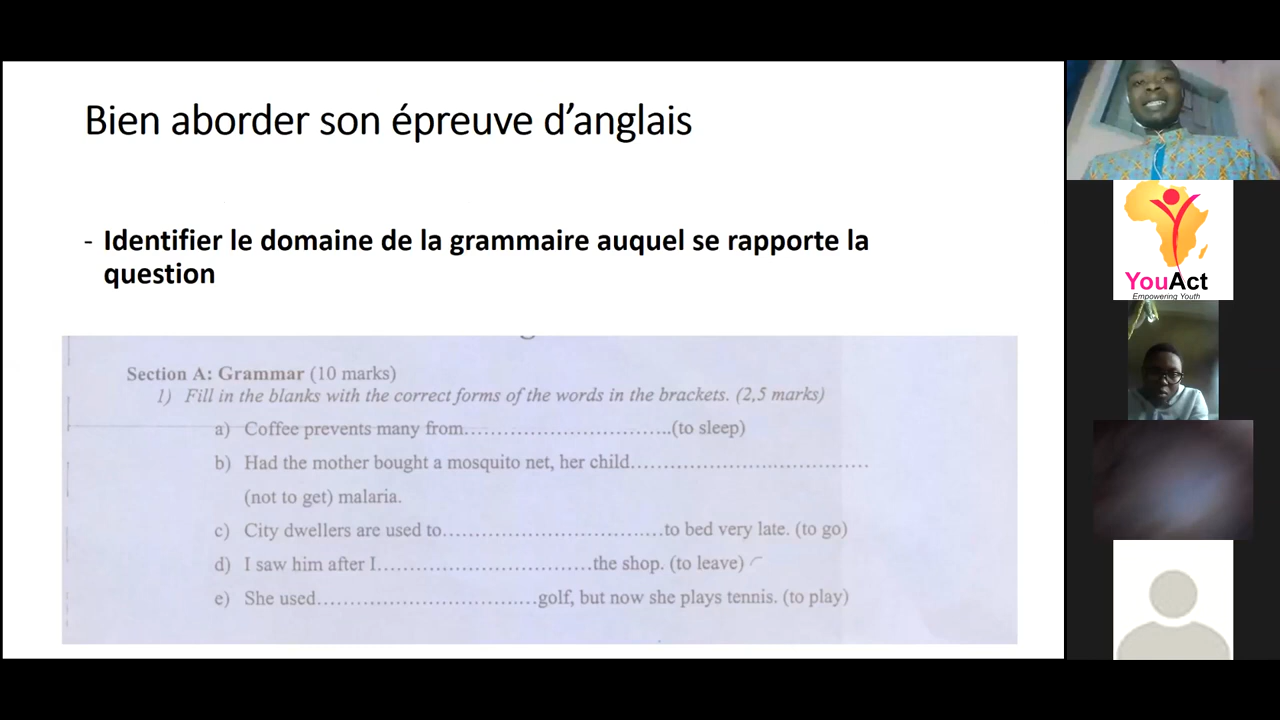 Bien aborder son épreuve d'anglais
- Identifier le domaine de la grammaire auquel se rapporte la
question
Section A: Grammar (10 marks)
1) Fill in the blanks with the correct forms of the words in the brackets. (2,5 marks)
a) Coffee prevents many from……………………………..(to sleep)
b) Had the mother bought a mosquito net, her child…………………………………
(not to get) malaria.
c) City dwellers are used to………………………………to bed very late. (to go)
d) I saw him after I………………………………the shop. (to leave)
e) She used………………………………golf, but now she plays tennis. (to play)
YouAct
Empowering Youth